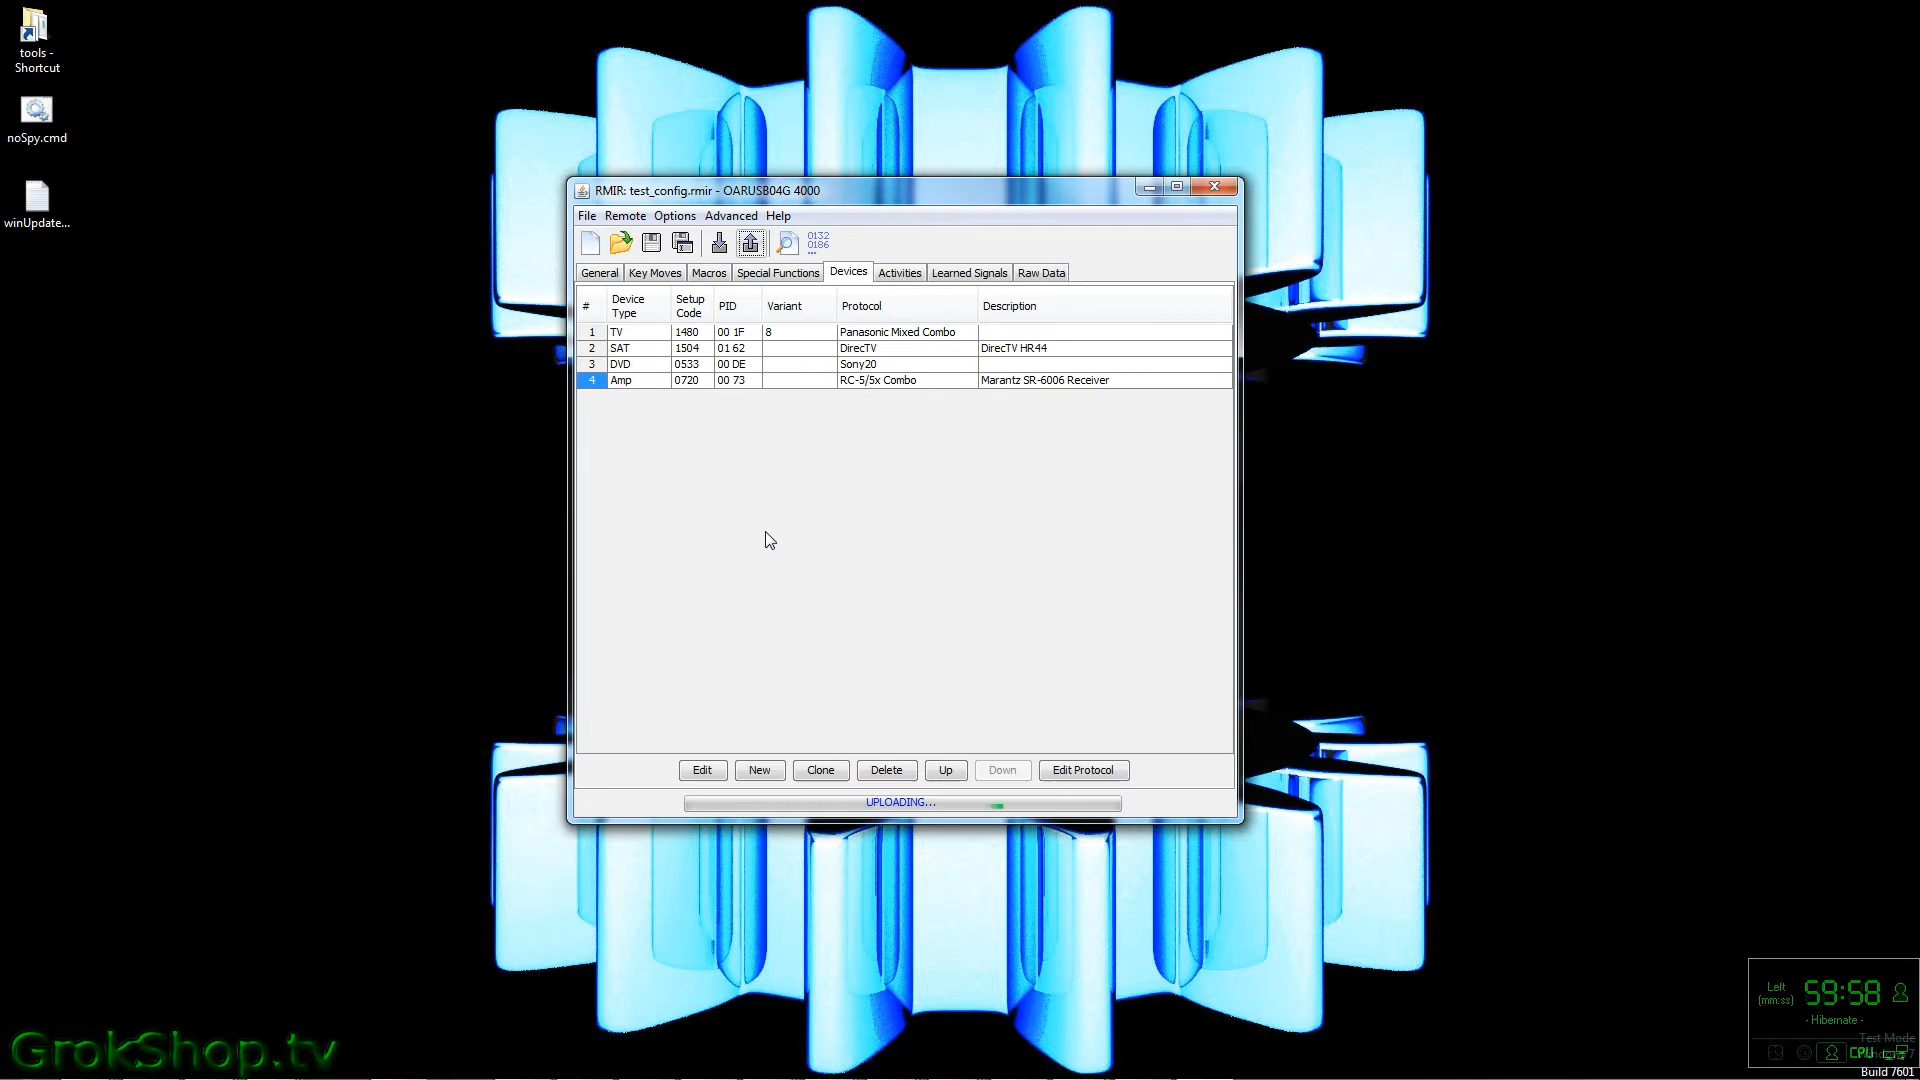 tools -
Shortcut
noSpy.cmd
winUpdate...
RMIR: test_config.rmir - OARUSB04G 4000
File Remote Options Advanced Help
0132
0186
General Key Moves Macros Special Functions Devices Activities Learned Signals Raw Data
# Device Type Setup Code PID Variant Protocol Description
1 TV 1480 00 1F 8 Panasonic Mixed Combo
2 SAT 1504 01 62 DirecTV DirecTV HR44
3 DVD 0533 00 DE Sony20
4 Amp 0720 00 73 RC-5/5x Combo Marantz SR-6006 Receiver
Edit New Clone Delete Up Down Edit Protocol
UPLOADING...
Left
(mm:ss)
59:58
- Hibernate -
Test Mode
CPU
Build 7601
GrokShop.tv